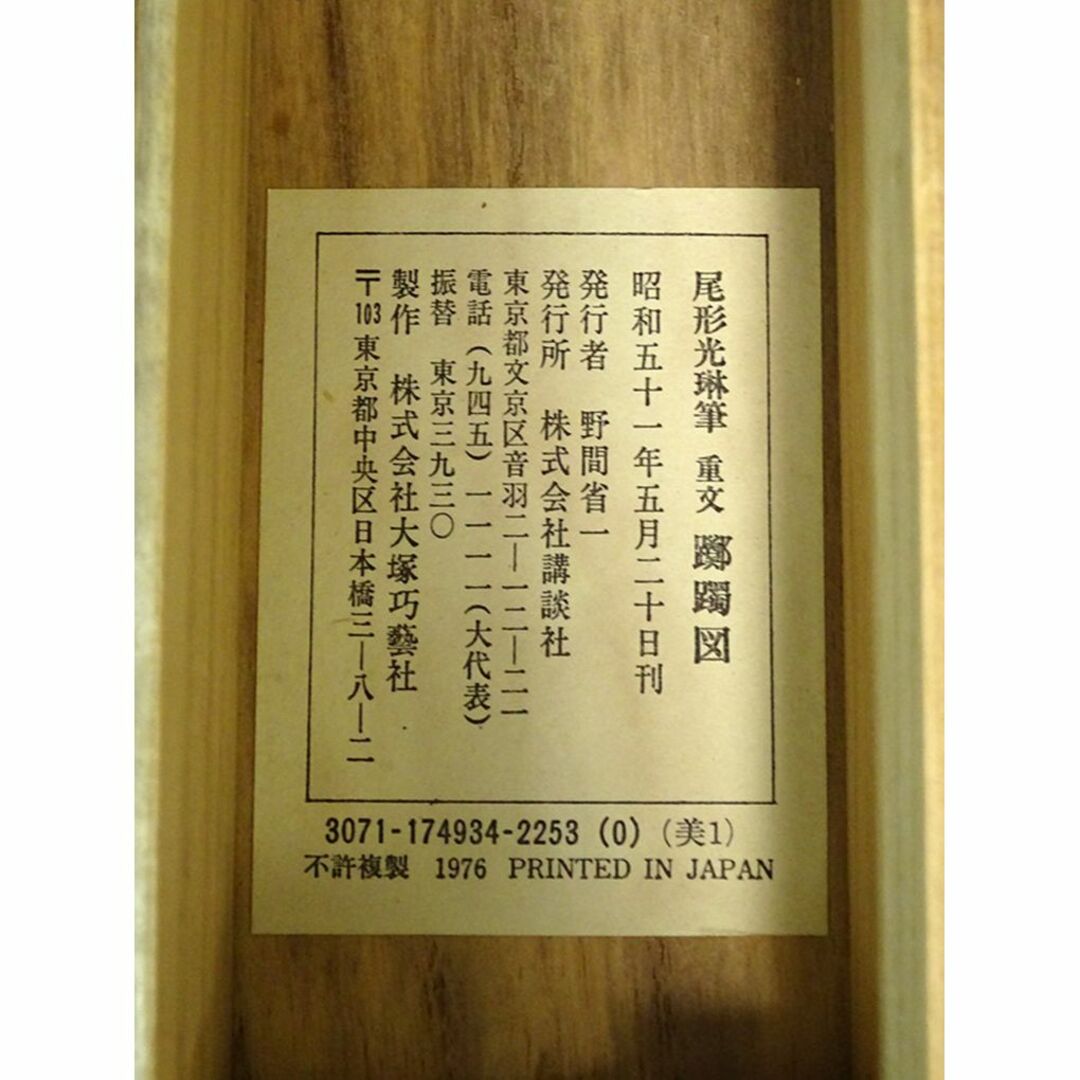 尾形光琳筆 重文 躑躅図
昭和五十一年五月二十日刊
発行者 野間省一
発行所 株式会社講談社
東京都文京区音羽二―一二―二一
電話(九四五)一一一一(大代表)
振替 東京三九三〇
製作 株式会社大塚巧藝社
〒103 東京都中央区日本橋三―八―二
3071-174934-2253 (0) (美1)
不許複製 1976 PRINTED IN JAPAN